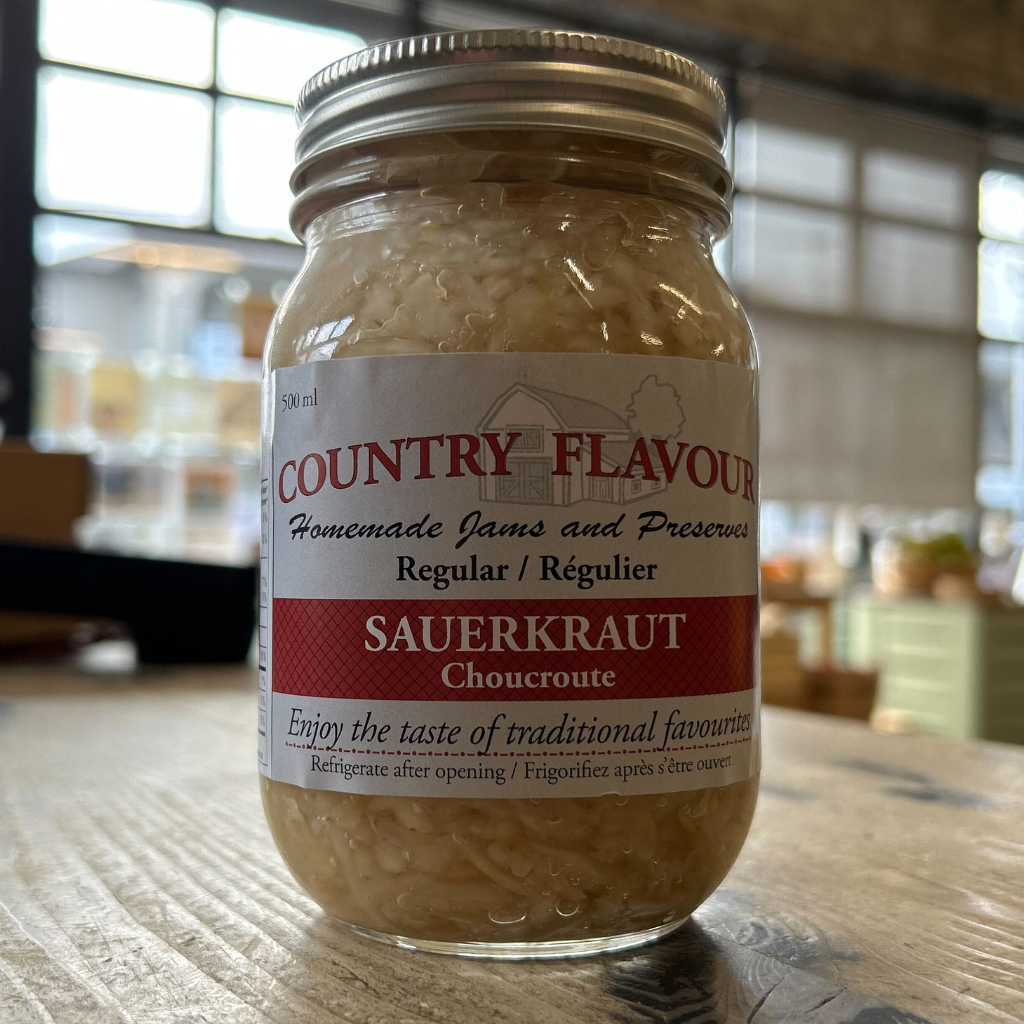 500 ml
COUNTRY FLAVOUR
Homemade Jams and Preserves
Regular / Régulier
SAUERKRAUT
Choucroute
Enjoy the taste of traditional favourites
Refrigerate after opening / Frigorifiez après s'être ouvert